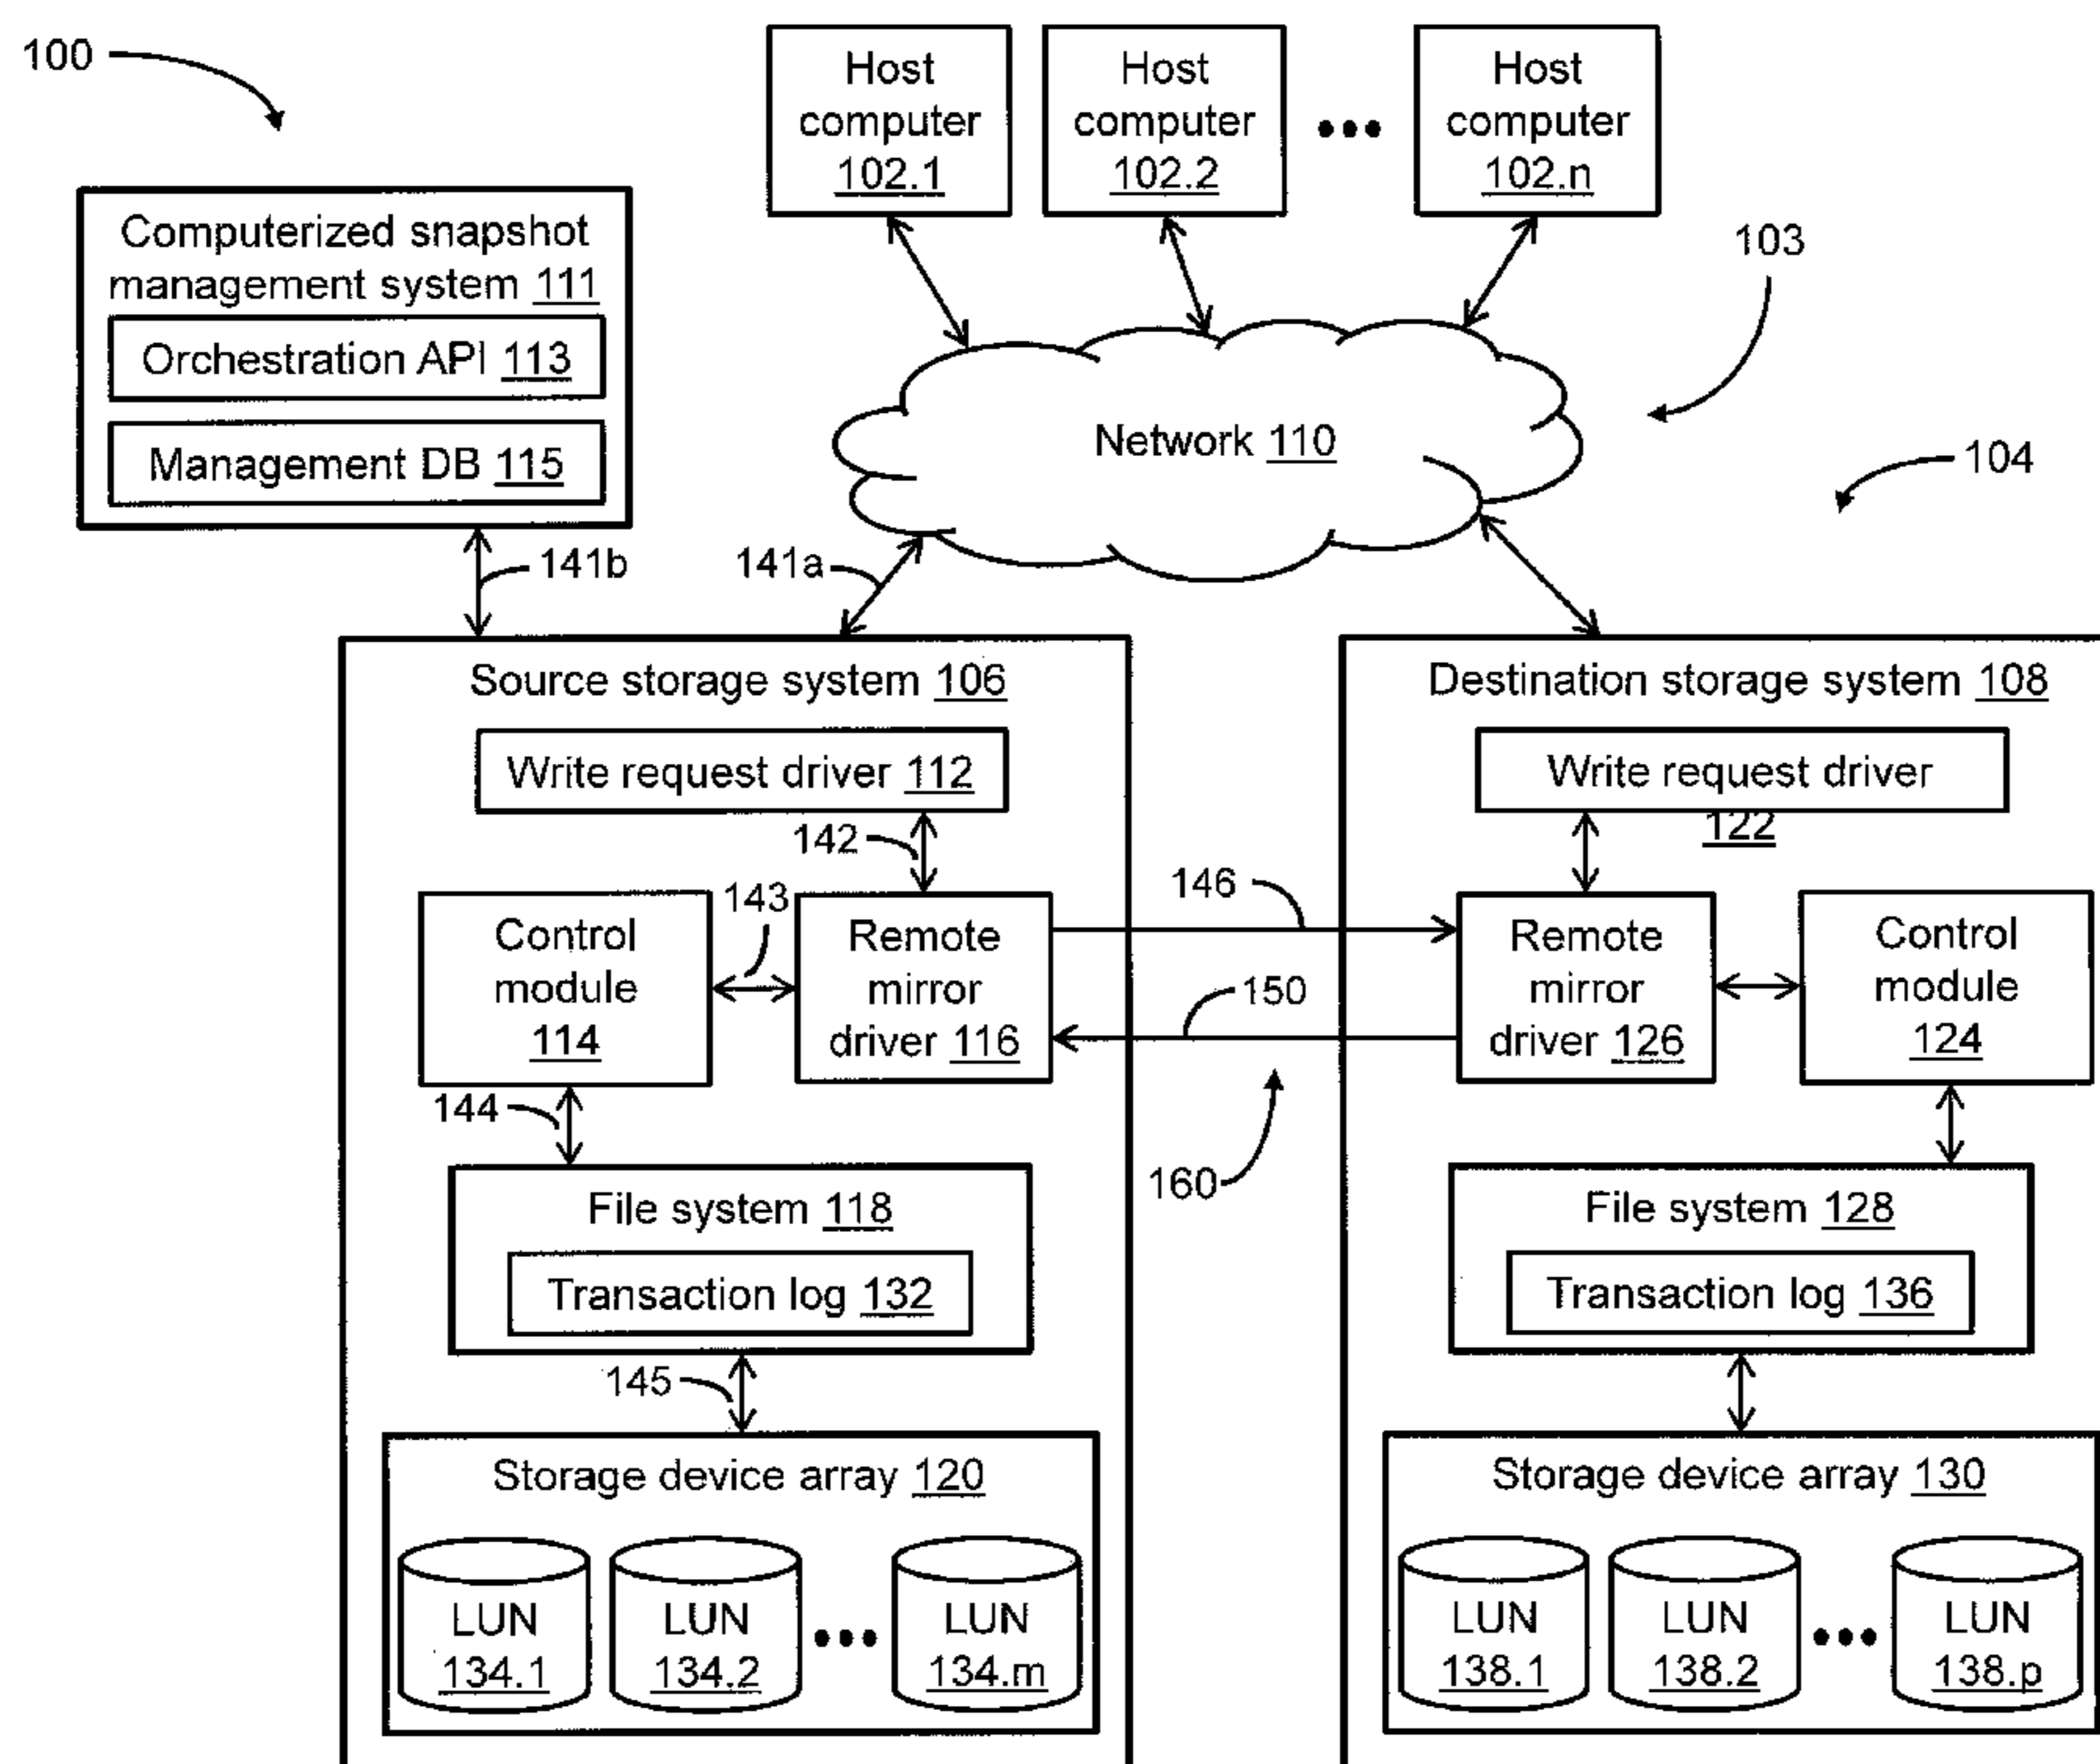 100
Host
computer
102.1
Host
computer
102.2
Host
computer
102.n
Computerized snapshot
management system 111
Orchestration API 113
Management DB 115
103
Network 110
104
141b
141a
Source storage system 106
Write request driver 112
142
Control
module
114
143
Remote
mirror
driver 116
144
File system 118
Transaction log 132
145
Storage device array 120
LUN
134.1
LUN
134.2
LUN
134.m
146
150
160
Destination storage system 108
Write request driver
122
Remote
mirror
driver 126
Control
module
124
File system 128
Transaction log 136
Storage device array 130
LUN
138.1
LUN
138.2
LUN
138.p